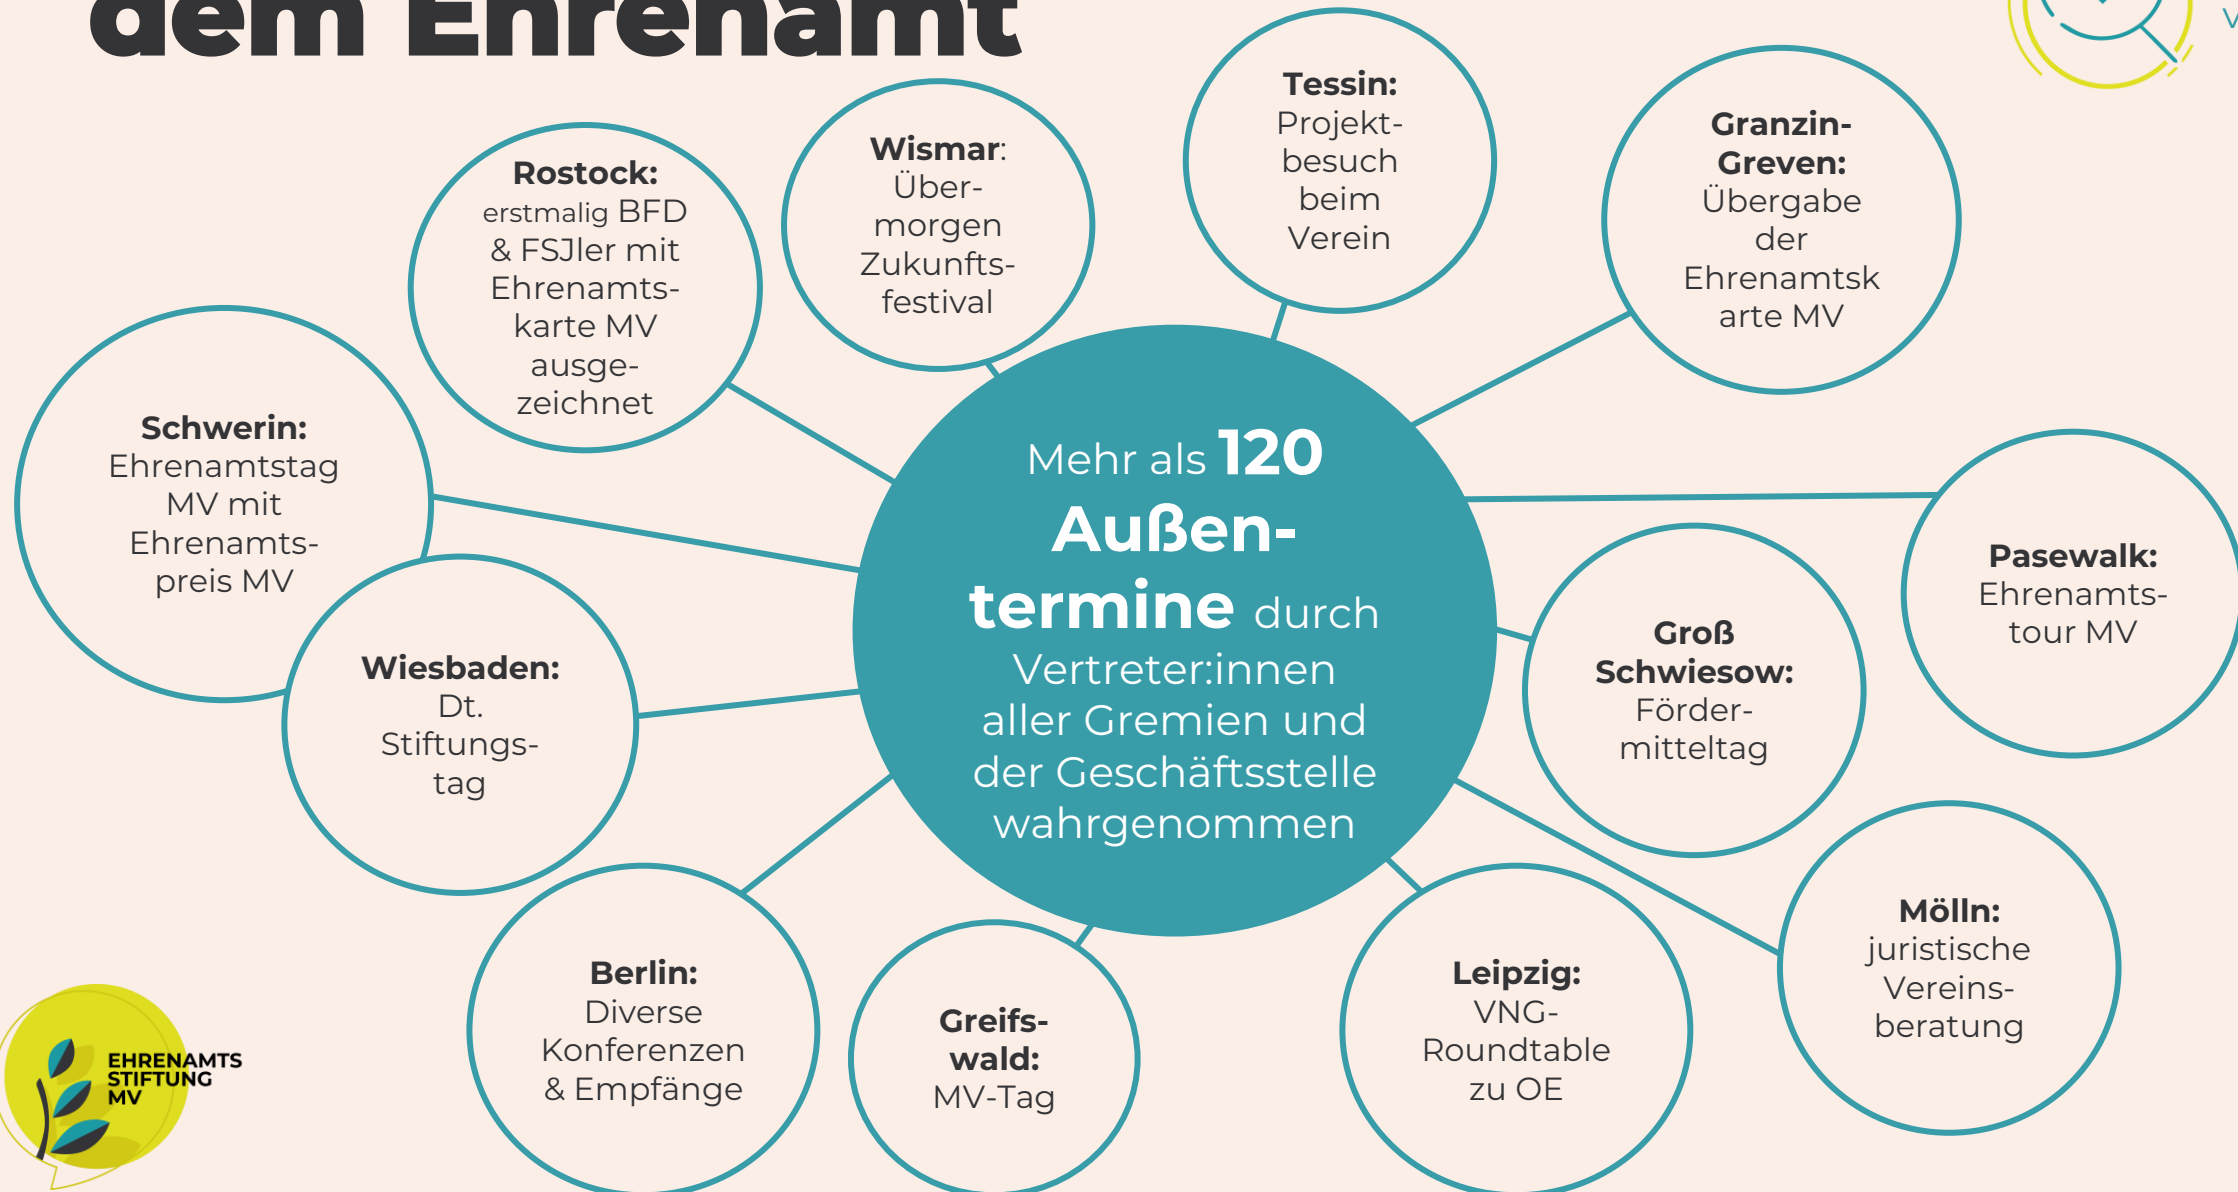 dem Ehrenamt
Tessin:
Projekt-
besuch
beim
Verein
Granzin-
Greven:
Übergabe
der
Ehrenamtsk
arte MV
Wismar:
Über-
morgen
Zukunfts-
festival
Rostock:
erstmalig BFD
& FSJler mit
Ehrenamts-
karte MV
ausge-
zeichnet
Schwerin:
Ehrenamtstag
MV mit
Ehrenamts-
preis MV
Mehr als 120
Außen-
termine durch
Vertreter:innen
aller Gremien und
der Geschäftsstelle
wahrgenommen
Pasewalk:
Ehrenamts-
tour MV
Groß
Schwiesow:
Förder-
mitteltag
Wiesbaden:
Dt.
Stiftungs-
tag
Mölln:
juristische
Vereins-
beratung
Berlin:
Diverse
Konferenzen
& Empfänge
Greifs-
wald:
MV-Tag
Leipzig:
VNG-
Roundtable
zu OE
EHRENAMTS
STIFTUNG
MV